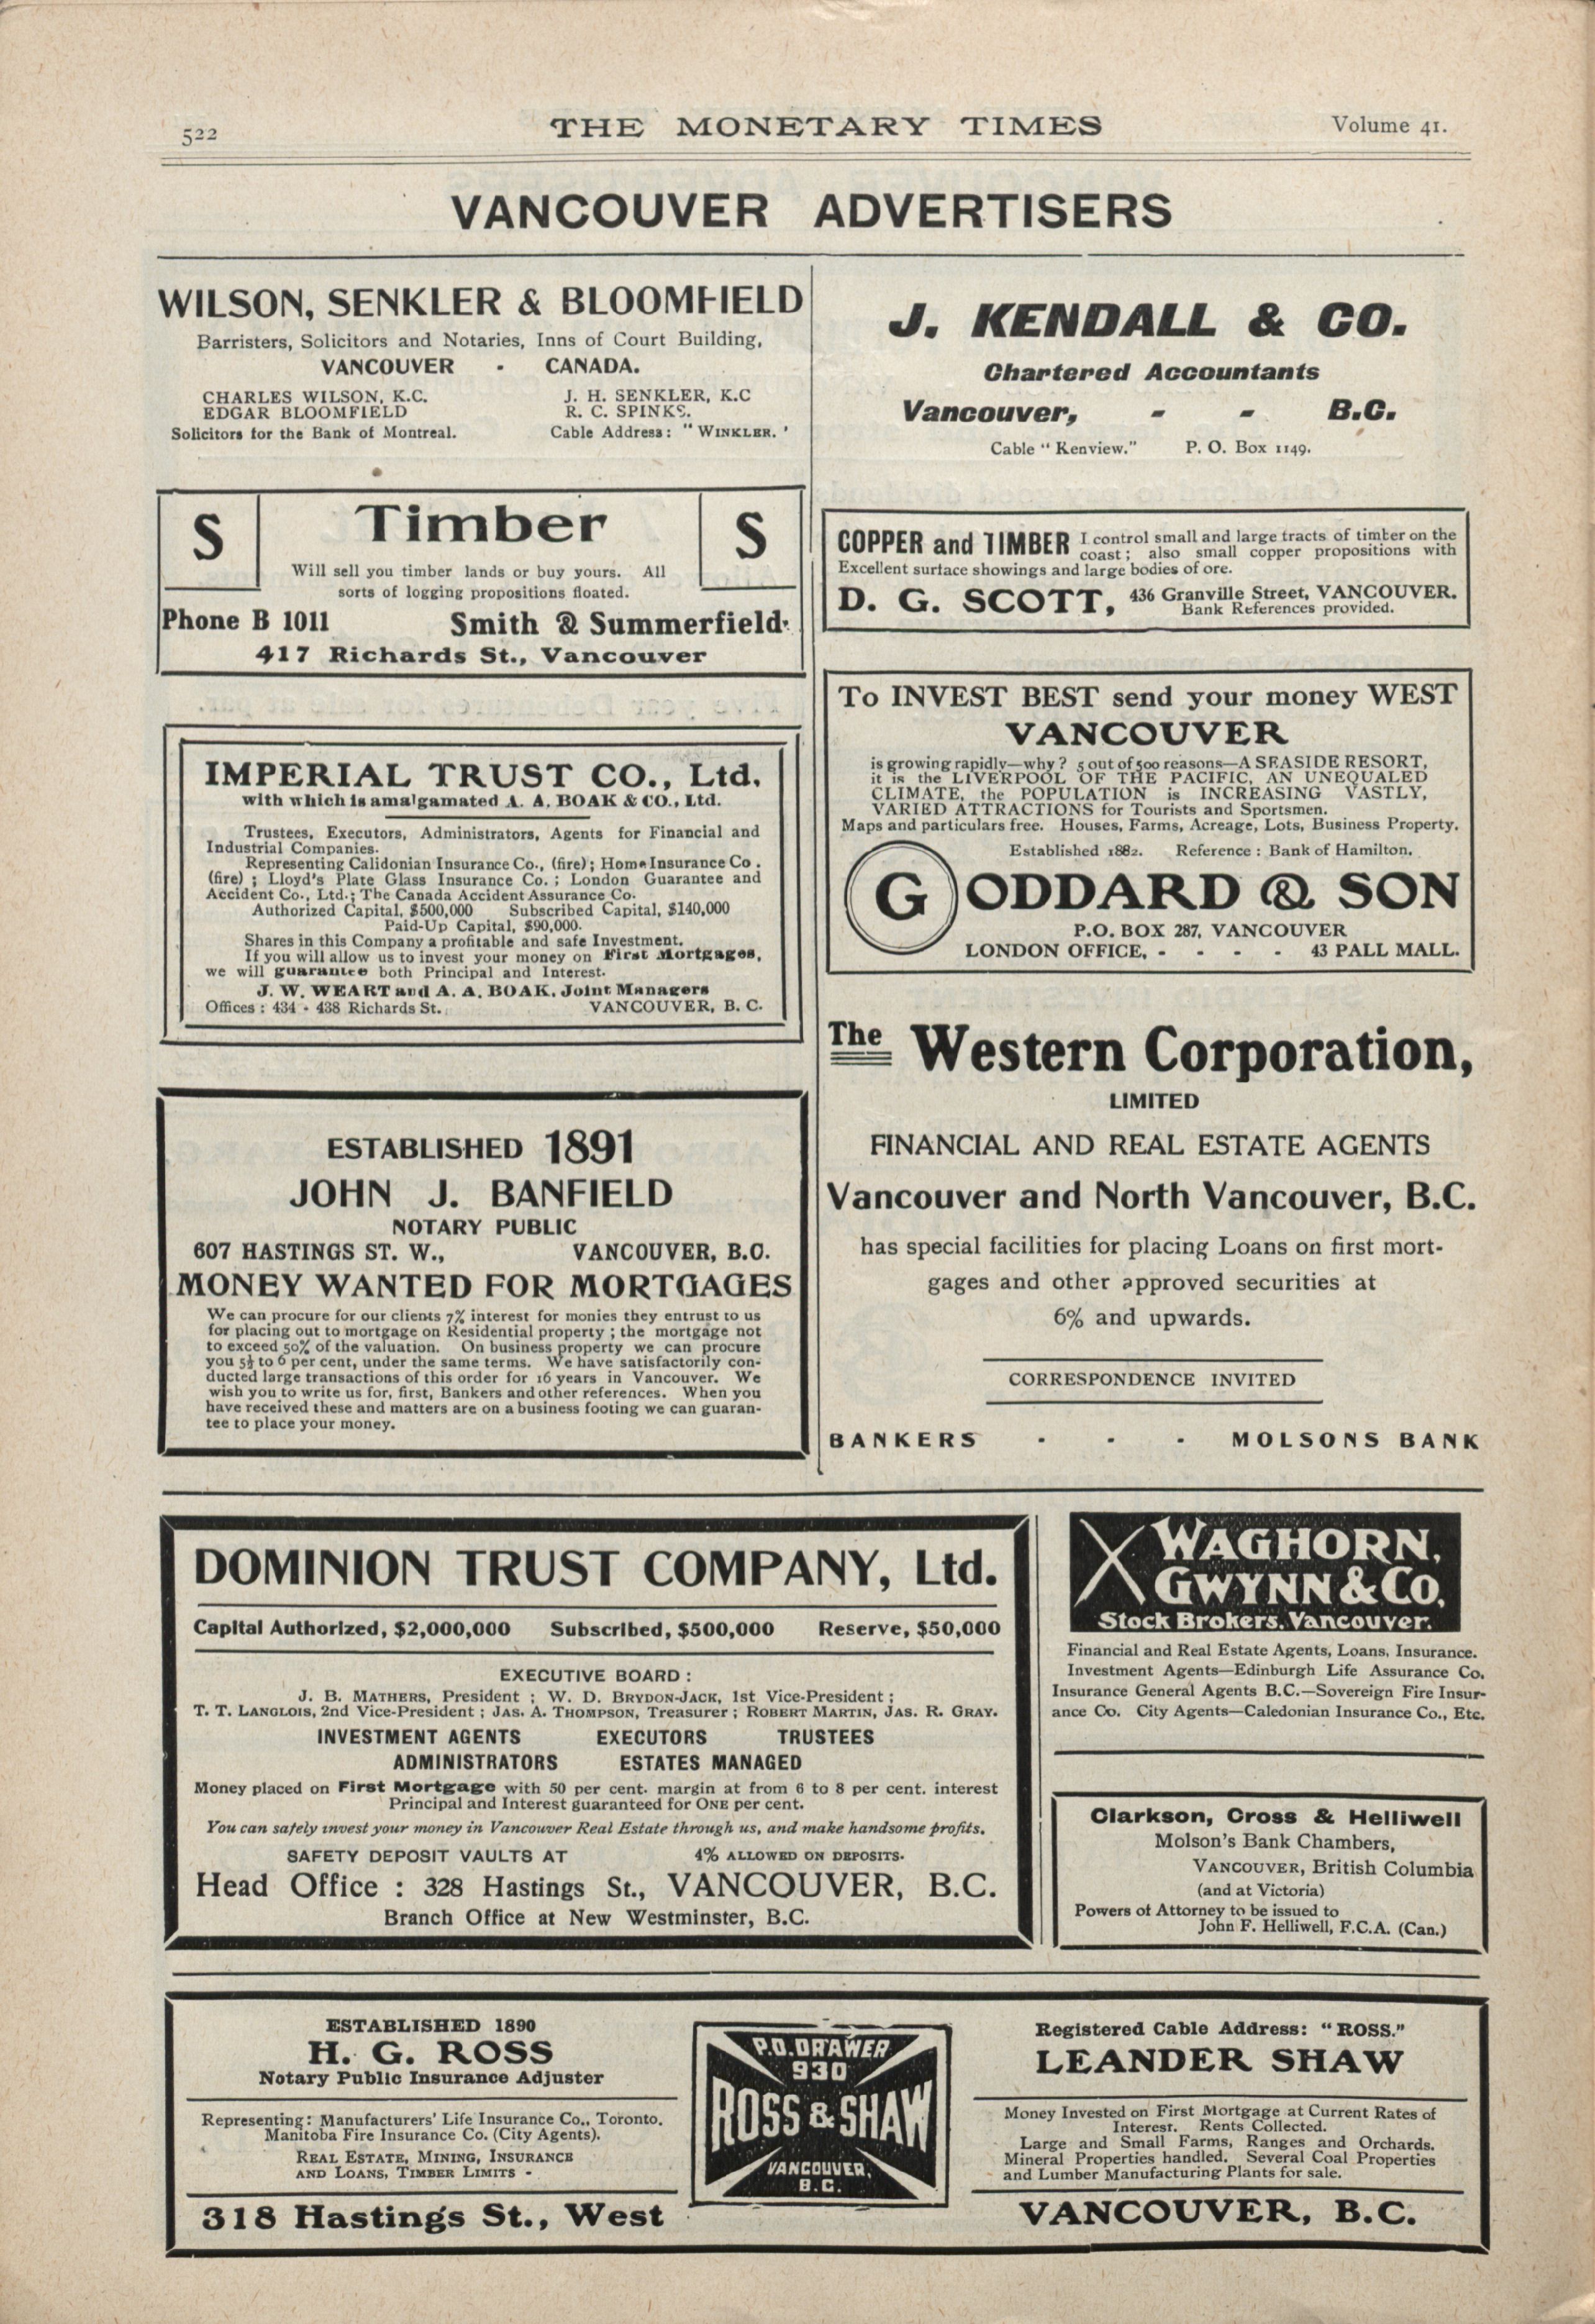 522
THE MONETARY TIMES
Volume 41.
VANCOUVER ADVERTISERS
WILSON, SENKLER & BLOOMFIELD
Barristers, Solicitors and Notaries, Inns of Court Building,
VANCOUVER - CANADA.
CHARLES WILSON, K.C. J. H. SENKLER, K.C
EDGAR BLOOMFIELD R. C. SPINKS.
Solicitors for the Bank of Montreal. Cable Address: "WINKLER.'
S Timber S
Will sell you timber lands or buy yours. All
sorts of logging propositions floated.
Phone B 1011 Smith & Summerfield.
417 Richards St., Vancouver
IMPERIAL TRUST CO., Ltd.
with which is amalgamated A. A. BOAK & CO., Ltd.
Trustees, Executors, Administrators, Agents for Financial and
Industrial Companies.
Representing Calidonian Insurance Co., (fire); Home Insurance Co.
(fire) ; Lloyd's Plate Glass Insurance Co. ; London Guarantee and
Accident Co., Ltd.; The Canada Accident Assurance Co.
Authorized Capital, $500,000 Subscribed Capital, $140,000
Paid-Up Capital, $90,000.
Shares in this Company a profitable and safe Investment.
If you will allow us to invest your money on First Mortgages,
we will guarantee both Principal and Interest.
J. W. WEART and A. A. BOAK, Joint Managers
Offices : 434 - 438 Richards St. VANCOUVER, B. C.
ESTABLISHED 1891
JOHN J. BANFIELD
NOTARY PUBLIC
607 HASTINGS ST. W., VANCOUVER, B.C.
MONEY WANTED FOR MORTGAGES
We can procure for our clients 7% interest for monies they entrust to us
for placing out to mortgage on Residential property ; the mortgage not
to exceed 50% of the valuation. On business property we can procure
you 5½ to 6 per cent, under the same terms. We have satisfactorily con-
ducted large transactions of this order for 16 years in Vancouver. We
wish you to write us for, first, Bankers and other references. When you
have received these and matters are on a business footing we can guaran-
tee to place your money.
J. KENDALL & CO.
Chartered Accountants
Vancouver, - - B.C.
Cable "Kenview." P. O. Box 1149.
COPPER and TIMBER I control small and large tracts of timber on the
coast ; also small copper propositions with
Excellent surface showings and large bodies of ore.
D. G. SCOTT, 436 Granville Street, VANCOUVER.
Bank References provided.
To INVEST BEST send your money WEST
VANCOUVER
is growing rapidly—why ? 5 out of 500 reasons—A SEASIDE RESORT,
it is the LIVERPOOL OF THE PACIFIC, AN UNEQUALED
CLIMATE, the POPULATION is INCREASING VASTLY,
VARIED ATTRACTIONS for Tourists and Sportsmen.
Maps and particulars free. Houses, Farms, Acreage, Lots, Business Property.
Established 1882. Reference : Bank of Hamilton.
GODDARD & SON
P.O. BOX 287, VANCOUVER
LONDON OFFICE, - - - - 43 PALL MALL.
The Western Corporation,
LIMITED
FINANCIAL AND REAL ESTATE AGENTS
Vancouver and North Vancouver, B.C.
has special facilities for placing Loans on first mort-
gages and other approved securities at
6% and upwards.
CORRESPONDENCE INVITED
BANKERS - - - MOLSONS BANK
DOMINION TRUST COMPANY, Ltd.
Capital Authorized, $2,000,000 Subscribed, $500,000 Reserve, $50,000
EXECUTIVE BOARD :
J. B. MATHERS, President ; W. D. BRYDON-JACK, 1st Vice-President ;
T. T. LANGLOIS, 2nd Vice-President ; JAS. A. THOMPSON, Treasurer ; ROBERT MARTIN, JAS. R. GRAY.
INVESTMENT AGENTS EXECUTORS TRUSTEES
ADMINISTRATORS ESTATES MANAGED
Money placed on First Mortgage with 50 per cent. margin at from 6 to 8 per cent. interest
Principal and Interest guaranteed for ONE per cent.
You can safely invest your money in Vancouver Real Estate through us, and make handsome profits.
SAFETY DEPOSIT VAULTS AT 4% ALLOWED ON DEPOSITS.
Head Office : 328 Hastings St., VANCOUVER, B.C.
Branch Office at New Westminster, B.C.
WAGHORN,
GWYNN & CO.
Stock Brokers. Vancouver.
Financial and Real Estate Agents, Loans, Insurance.
Investment Agents—Edinburgh Life Assurance Co.
Insurance General Agents B.C.—Sovereign Fire Insur-
ance Co. City Agents—Caledonian Insurance Co., Etc.
Clarkson, Cross & Helliwell
Molson's Bank Chambers,
VANCOUVER, British Columbia
(and at Victoria)
Powers of Attorney to be issued to
John F. Helliwell, F.C.A. (Can.)
ESTABLISHED 1890
H. G. ROSS
Notary Public Insurance Adjuster
Representing: Manufacturers' Life Insurance Co., Toronto.
Manitoba Fire Insurance Co. (City Agents).
REAL ESTATE, MINING, INSURANCE
AND LOANS, TIMBER LIMITS -
318 Hastings St., West
P.O. DRAWER
930
ROSS & SHAW
VANCOUVER,
B.C.
Registered Cable Address: "ROSS."
LEANDER SHAW
Money Invested on First Mortgage at Current Rates of
Interest. Rents Collected.
Large and Small Farms, Ranges and Orchards.
Mineral Properties handled. Several Coal Properties
and Lumber Manufacturing Plants for sale.
VANCOUVER, B.C.